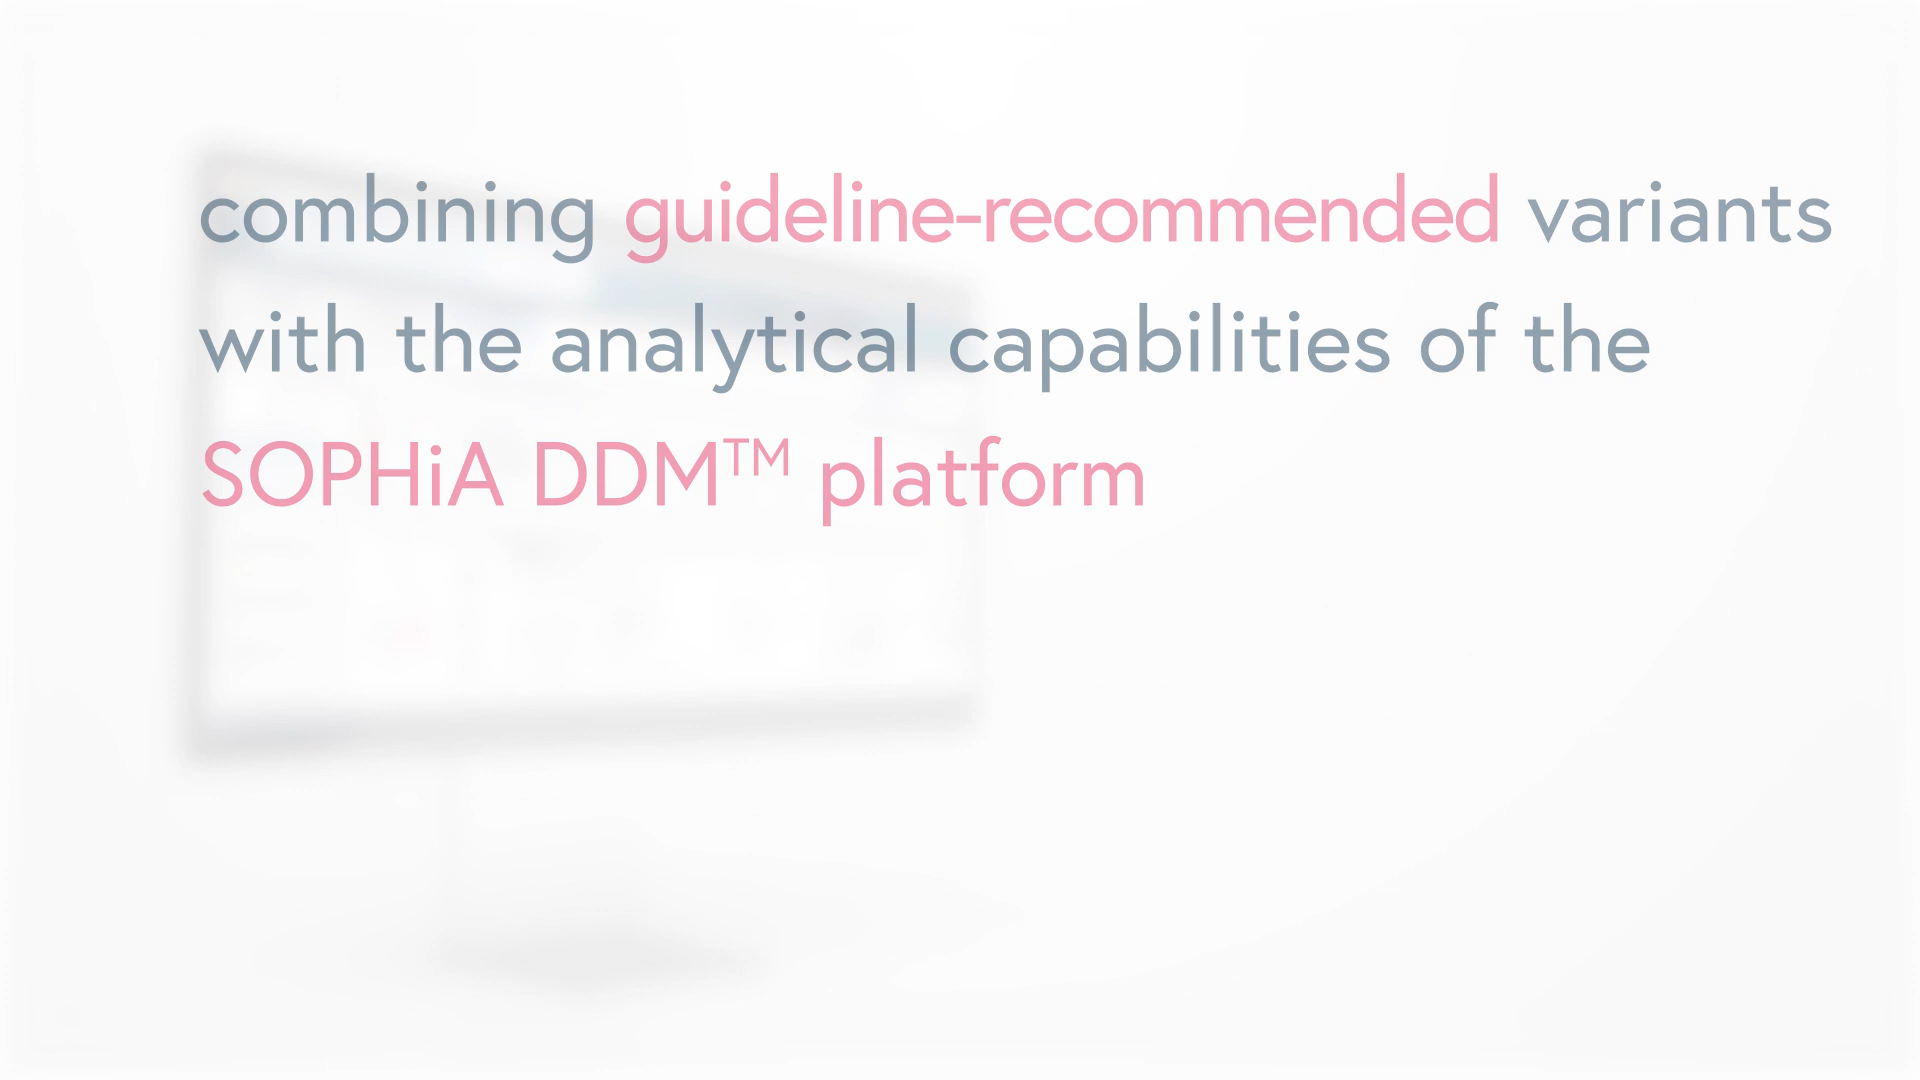 combining guideline-recommended variants
with the analytical capabilities of the
SOPHiA DDM™ platform